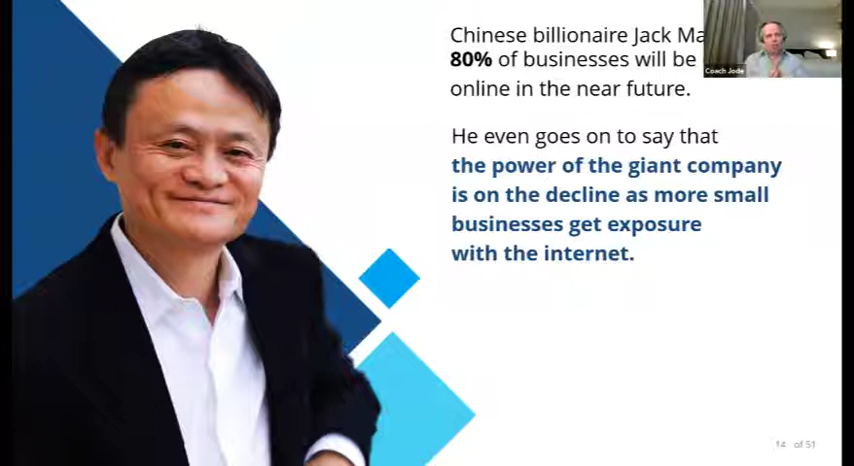 Chinese billionaire Jack Ma
80% of businesses will be
online in the near future.
He even goes on to say that
the power of the giant company
is on the decline as more small
businesses get exposure
with the internet.
Coach Jode
14 of 51